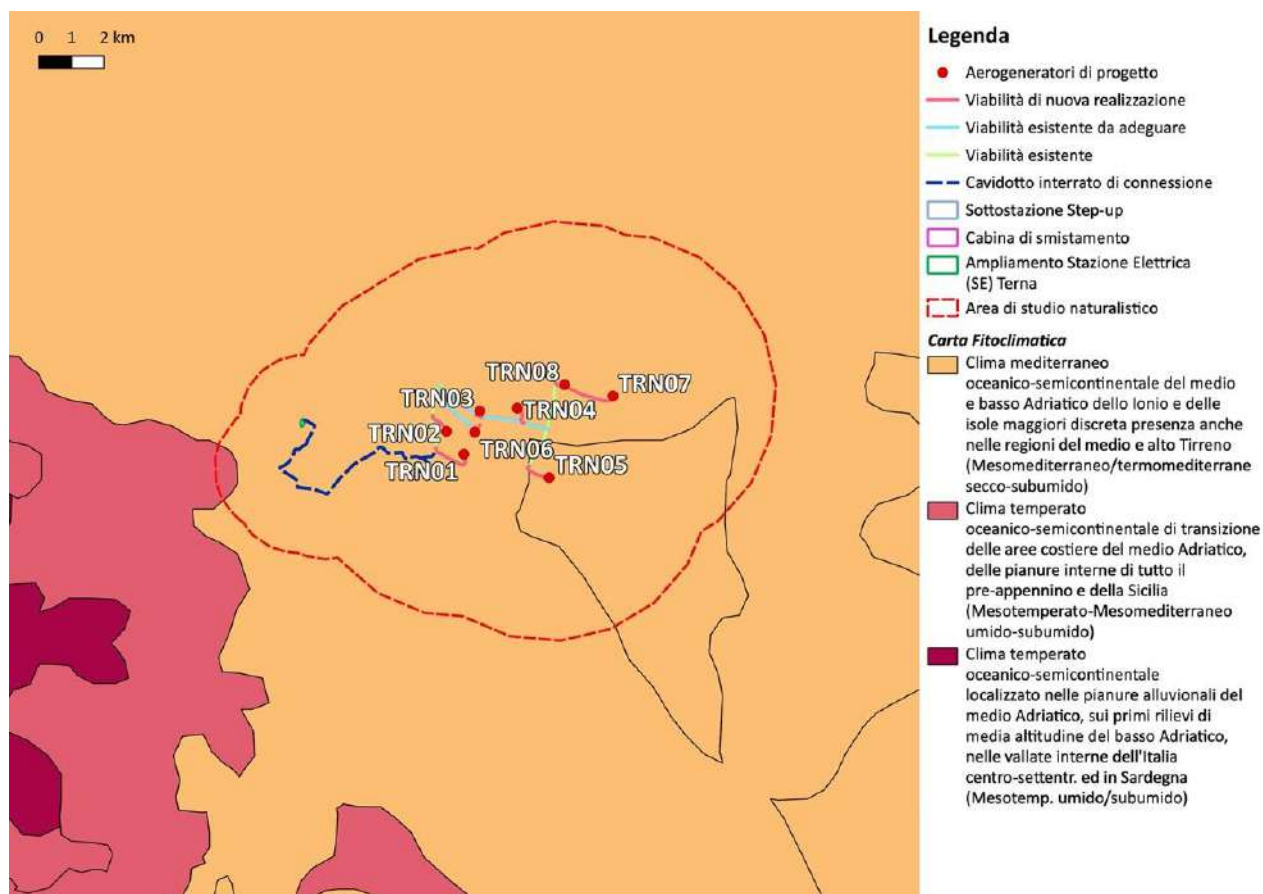 0 1 2 km
TRN08
TRN07
TRN03
TRN04
TRN02
TRN06
TRN01
TRN05
Legenda
Aerogeneratori di progetto
Viabilità di nuova realizzazione
Viabilità esistente da adeguare
Viabilità esistente
Cavidotto interrato di connessione
Sottostazione Step-up
Cabina di smistamento
Ampliamento Stazione Elettrica
(SE) Terna
Area di studio naturalistico
Carta Fitoclimatica
Clima mediterraneo
oceanico-semicontinentale del medio
e basso Adriatico dello Ionio e delle
isole maggiori discreta presenza anche
nelle regioni del medio e alto Tirreno
(Mesomediterraneo/termomediterrane
secco-subumido)
Clima temperato
oceanico-semicontinentale di transizione
delle aree costiere del medio Adriatico,
delle pianure interne di tutto il
pre-appennino e della Sicilia
(Mesotemperato-Mesomediterraneo
umido-subumido)
Clima temperato
oceanico-semicontinentale
localizzato nelle pianure alluvionali del
medio Adriatico, sui primi rilievi di
media altitudine del basso Adriatico,
nelle vallate interne dell'Italia
centro-settentr. ed in Sardegna
(Mesotemp. umido/subumido)